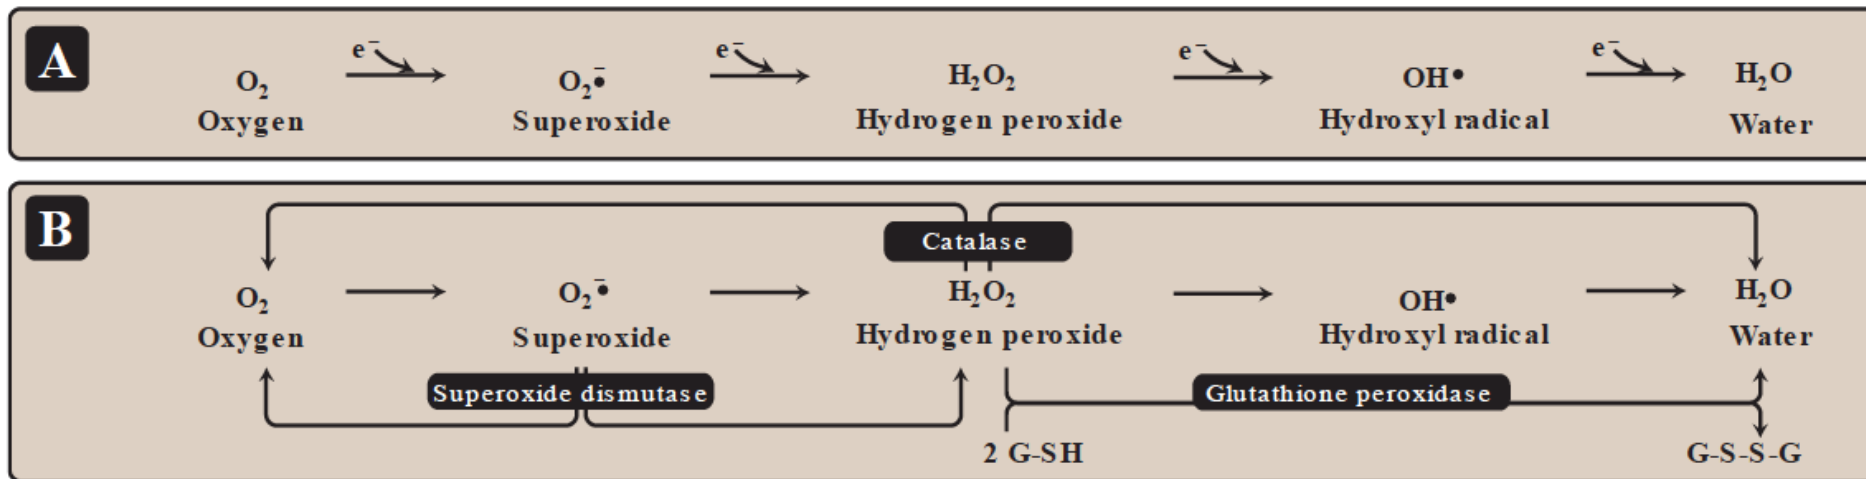 A
e⁻ e⁻ e⁻ e⁻
O₂ O₂•̄ H₂O₂ OH• H₂O
Oxygen Superoxide Hydrogen peroxide Hydroxyl radical Water
B
Catalase
O₂ O₂•̄ H₂O₂ OH• H₂O
Oxygen Superoxide Hydrogen peroxide Hydroxyl radical Water
Superoxide dismutase Glutathione peroxidase
2 G-SH G-S-S-G